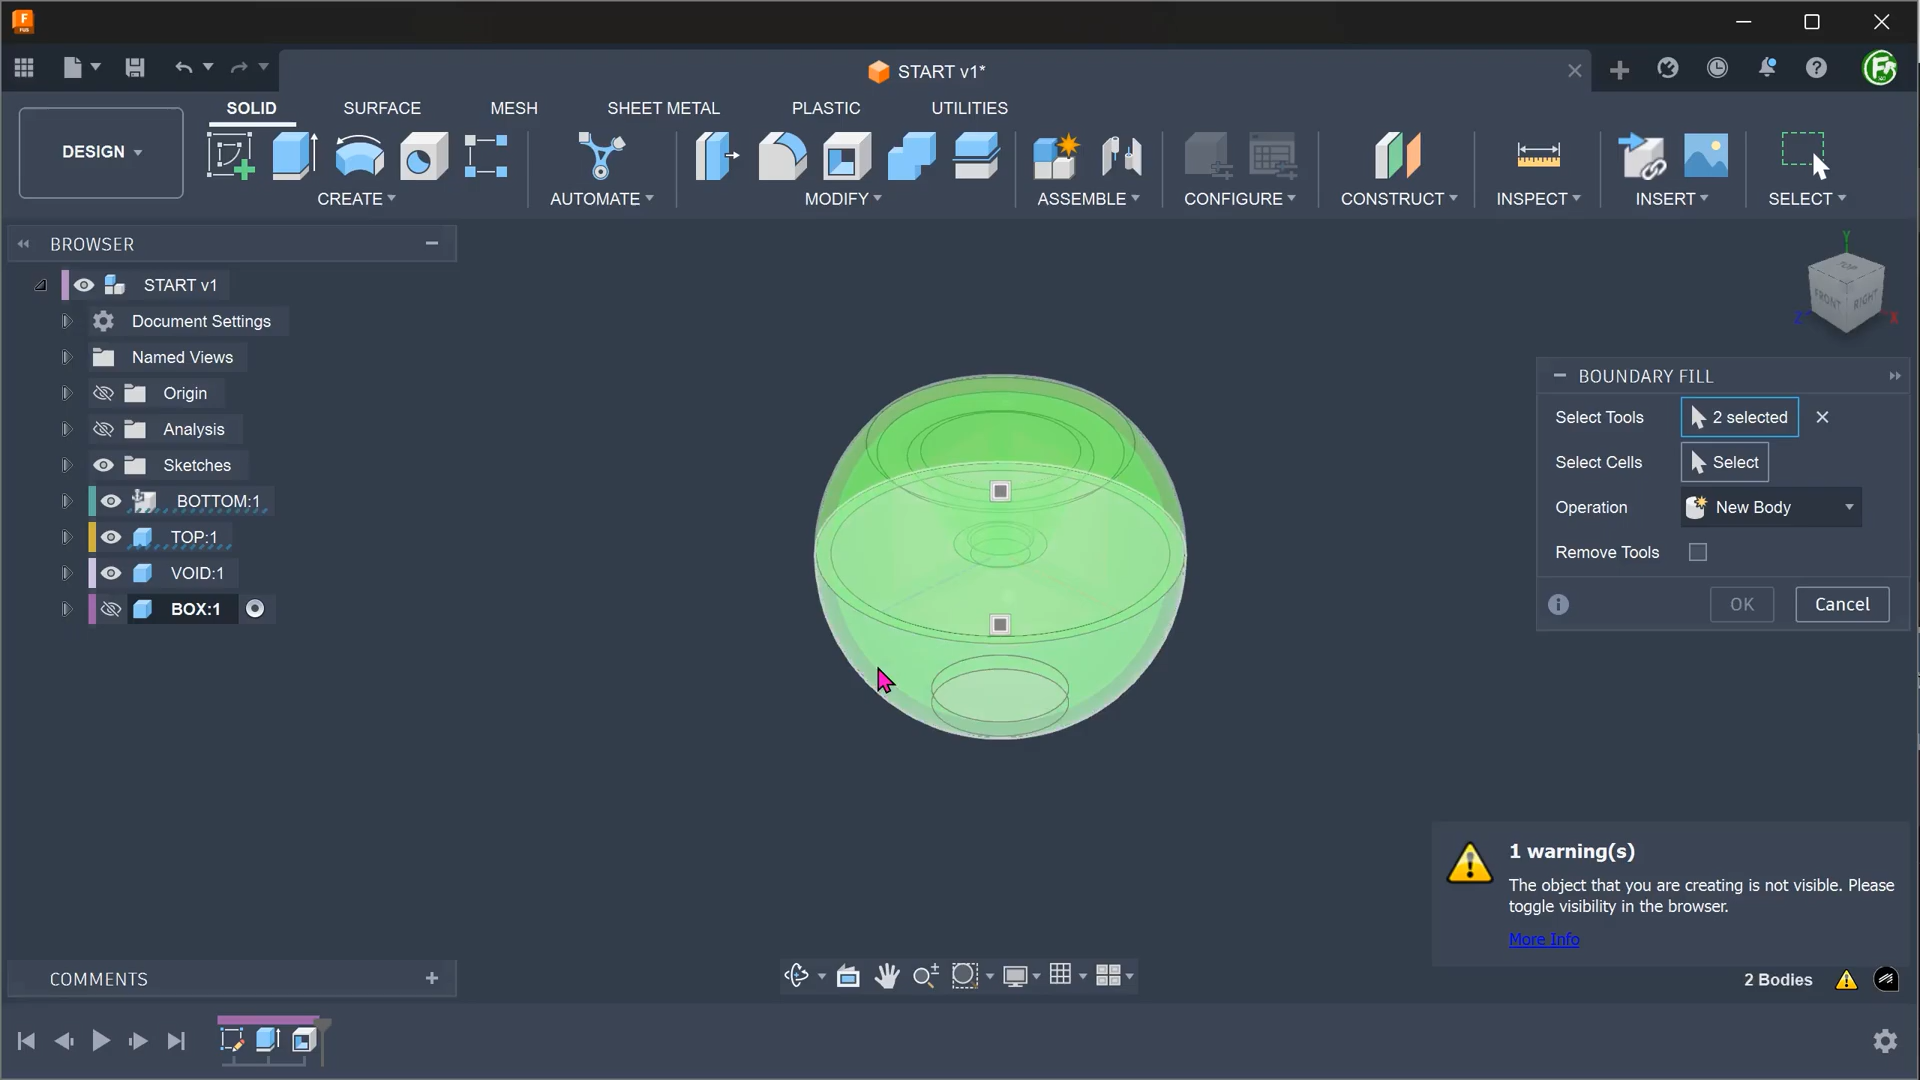 START v1*
DESIGN
SOLID
SURFACE
MESH
SHEET METAL
PLASTIC
UTILITIES
CREATE
AUTOMATE
MODIFY
ASSEMBLE
CONFIGURE
CONSTRUCT
INSPECT
INSERT
SELECT
BROWSER
START v1
Document Settings
Named Views
Origin
Analysis
Sketches
BOTTOM:1
TOP:1
VOID:1
BOX:1
Y
TOP
FRONT
RIGHT
Z
X
BOUNDARY FILL
Select Tools
2 selected
Select Cells
Select
Operation
New Body
Remove Tools
OK
Cancel
1 warning(s)
The object that you are creating is not visible. Please
toggle visibility in the browser.
More Info
COMMENTS
2 Bodies